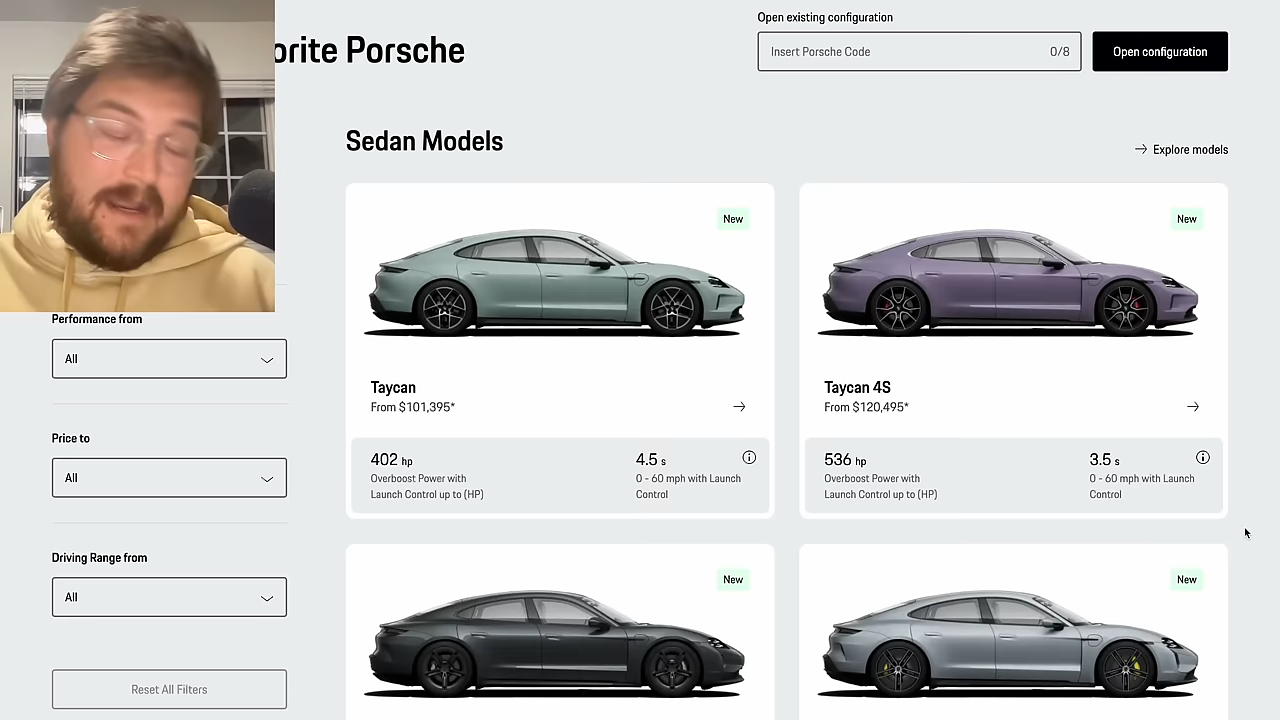 orite Porsche
Open existing configuration
Insert Porsche Code 0/8
Open configuration
Sedan Models
Explore models
New
Taycan
From $101,395*
402 hp
Overboost Power with
Launch Control up to (HP)
4.5 s
0 - 60 mph with Launch
Control
New
Taycan 4S
From $120,495*
536 hp
Overboost Power with
Launch Control up to (HP)
3.5 s
0 - 60 mph with Launch
Control
Performance from
All
Price to
All
Driving Range from
All
Reset All Filters
New
New